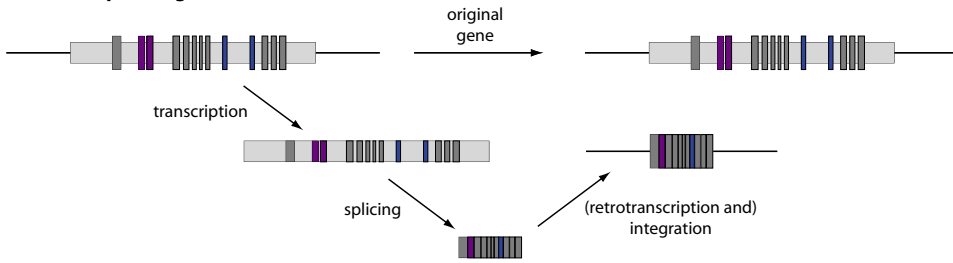 original
gene
transcription
splicing
(retrotranscription and)
integration